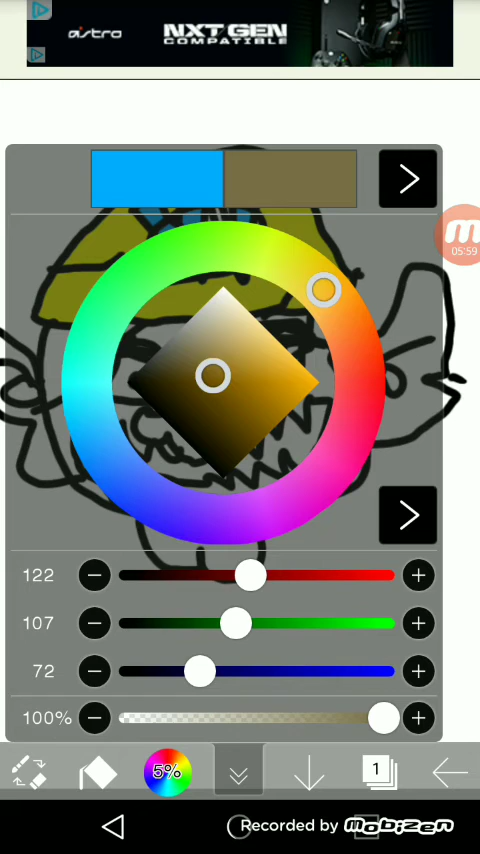 astro
NXT GEN
COMPATIBLE
05:59
122
107
72
100%
5%
1
Recorded by mobizen